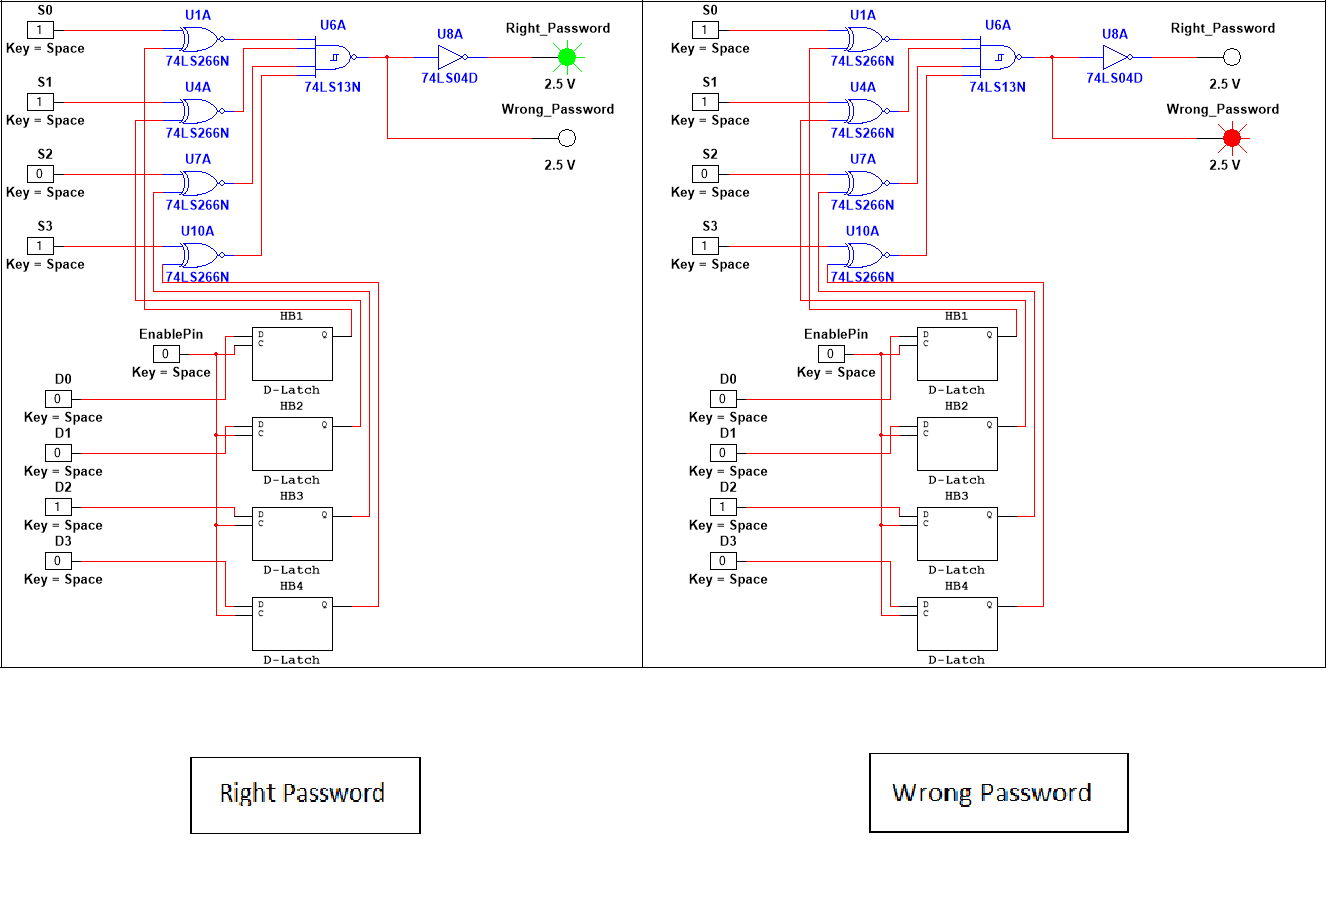 S0
1
Key = Space
U1A
74LS266N
U6A
74LS13N
U8A
74LS04D
Right_Password
2.5 V
S1
1
Key = Space
U4A
74LS266N
Wrong_Password
2.5 V
S2
0
Key = Space
U7A
74LS266N
S3
1
Key = Space
U10A
74LS266N
EnablePin
0
Key = Space
HB1
D
C
Q
D-Latch
D0
0
Key = Space
HB2
D
C
Q
D-Latch
D1
0
Key = Space
HB3
D
C
Q
D-Latch
D2
1
Key = Space
D3
0
Key = Space
HB4
D
C
Q
D-Latch
S0
1
Key = Space
U1A
74LS266N
U6A
74LS13N
U8A
74LS04D
Right_Password
2.5 V
S1
1
Key = Space
U4A
74LS266N
Wrong_Password
2.5 V
S2
0
Key = Space
U7A
74LS266N
S3
1
Key = Space
U10A
74LS266N
EnablePin
0
Key = Space
HB1
D
C
Q
D-Latch
D0
0
Key = Space
HB2
D
C
Q
D-Latch
D1
0
Key = Space
HB3
D
C
Q
D-Latch
D2
1
Key = Space
D3
0
Key = Space
HB4
D
C
Q
D-Latch
Right Password
Wrong Password